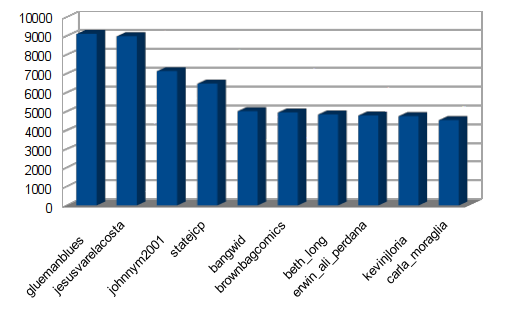 10000
9000
8000
7000
6000
5000
4000
3000
2000
1000
0
gluemanblues
jesusvarelacosta
johnnym2001
statejcp
bangwid
brownbagcomics
beth_long
erwin_ali_perdana
kevinjloria
carla_moraglia